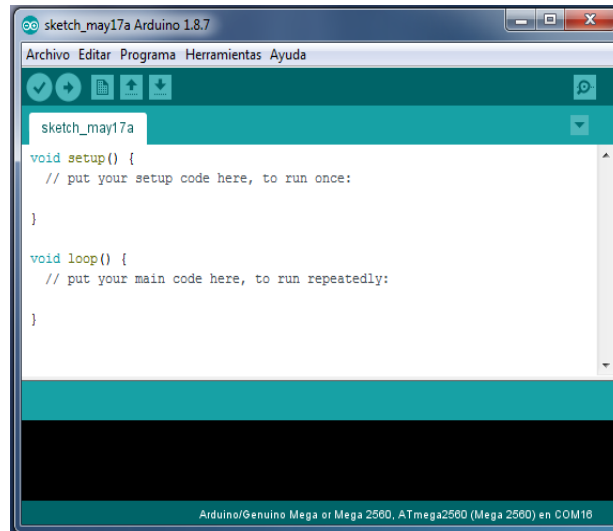 sketch_may17a Arduino 1.8.7
Archivo Editar Programa Herramientas Ayuda
sketch_may17a
void setup() {
  // put your setup code here, to run once:
}
void loop() {
  // put your main code here, to run repeatedly:
}
Arduino/Genuino Mega or Mega 2560, ATmega2560 (Mega 2560) en COM16